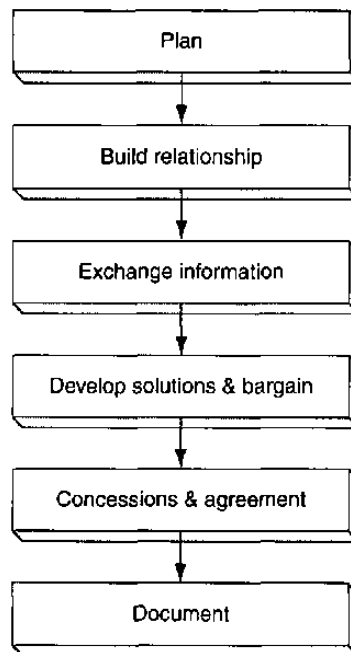 Plan
Build relationship
Exchange information
Develop solutions & bargain
Concessions & agreement
Document